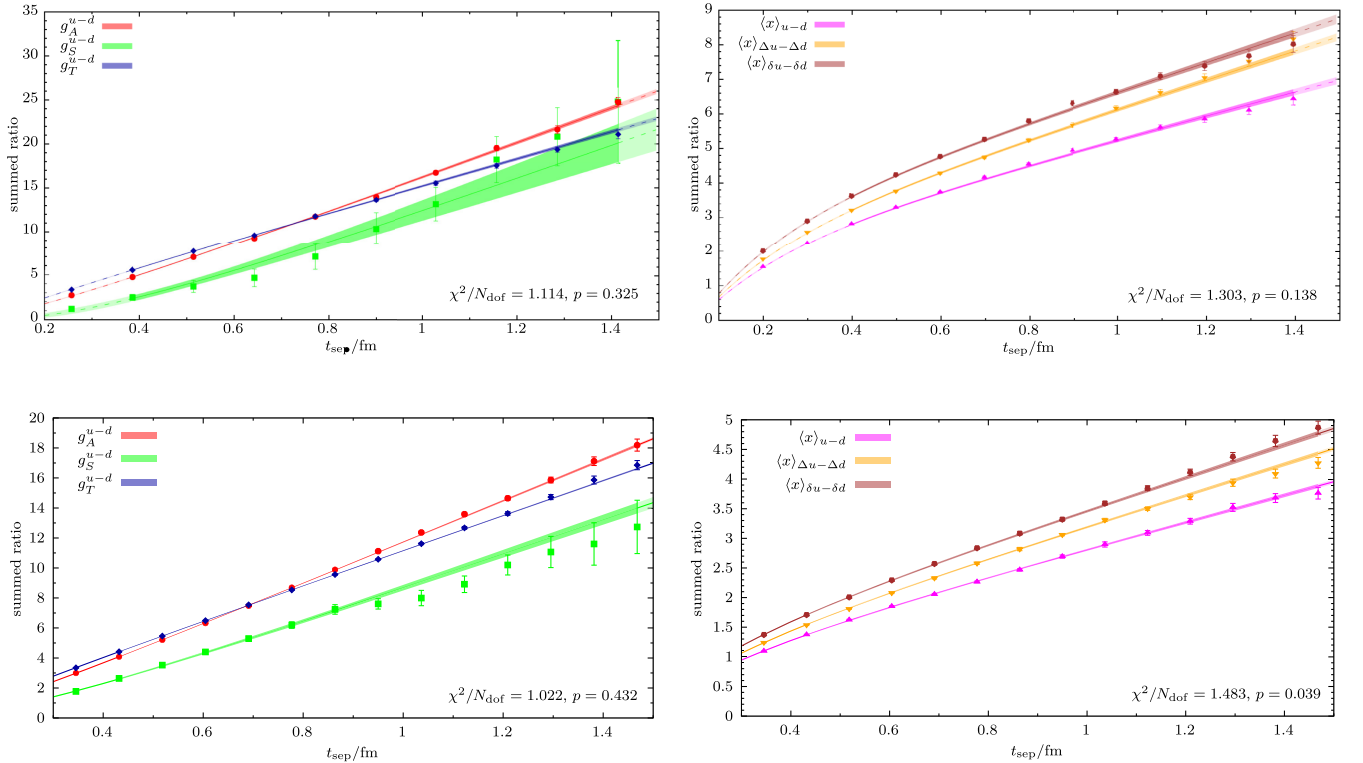 summed ratio
35
30
25
20
15
10
5
0
g_A^{u−d}
g_S^{u−d}
g_T^{u−d}
χ²/N_dof = 1.114, p = 0.325
0.2 0.4 0.6 0.8 1 1.2 1.4
t_sep/fm
summed ratio
9
8
7
6
5
4
3
2
1
0
⟨x⟩_{u−d}
⟨x⟩_{Δu−Δd}
⟨x⟩_{δu−δd}
χ²/N_dof = 1.303, p = 0.138
0.2 0.4 0.6 0.8 1 1.2 1.4
t_sep/fm
summed ratio
20
18
16
14
12
10
8
6
4
2
0
g_A^{u−d}
g_S^{u−d}
g_T^{u−d}
χ²/N_dof = 1.022, p = 0.432
0.4 0.6 0.8 1 1.2 1.4
t_sep/fm
summed ratio
5
4.5
4
3.5
3
2.5
2
1.5
1
0.5
0
⟨x⟩_{u−d}
⟨x⟩_{Δu−Δd}
⟨x⟩_{δu−δd}
χ²/N_dof = 1.483, p = 0.039
0.4 0.6 0.8 1 1.2 1.4
t_sep/fm